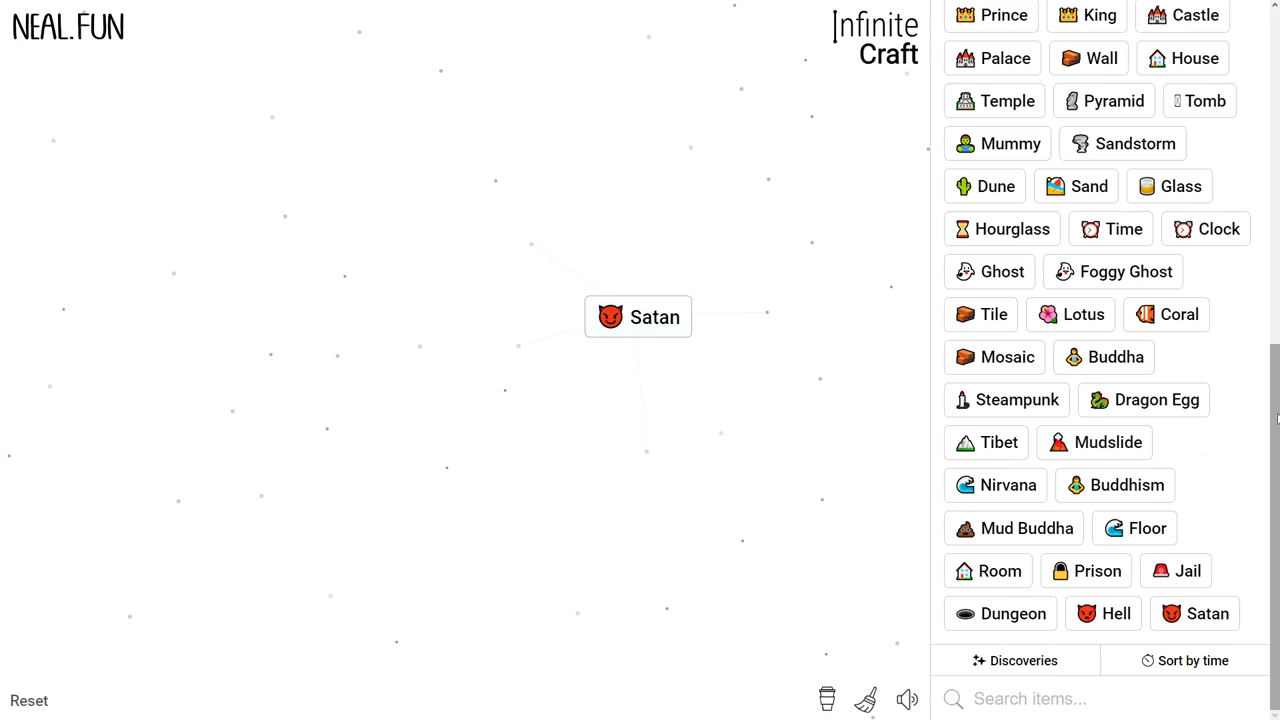 NEAL.FUN
Infinite
Craft
Satan
Prince King Castle
Palace Wall House
Temple Pyramid Tomb
Mummy Sandstorm
Dune Sand Glass
Hourglass Time Clock
Ghost Foggy Ghost
Tile Lotus Coral
Mosaic Buddha
Steampunk Dragon Egg
Tibet Mudslide
Nirvana Buddhism
Mud Buddha Floor
Room Prison Jail
Dungeon Hell Satan
Discoveries Sort by time
Search items...
Reset